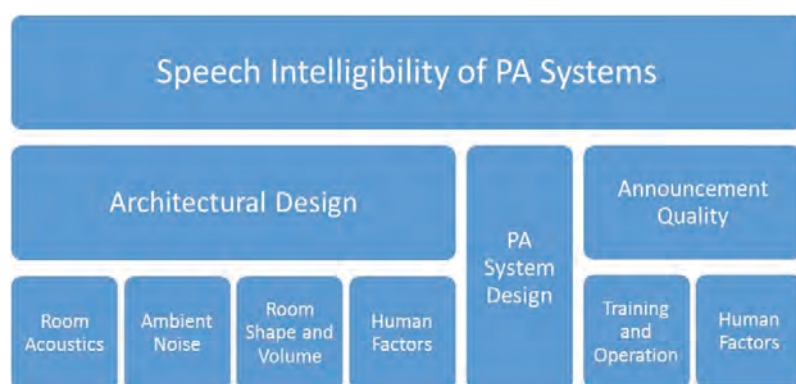 Speech Intelligibility of PA Systems
Architectural Design
PA
System
Design
Announcement
Quality
Room
Acoustics
Ambient
Noise
Room
Shape and
Volume
Human
Factors
Training
and
Operation
Human
Factors